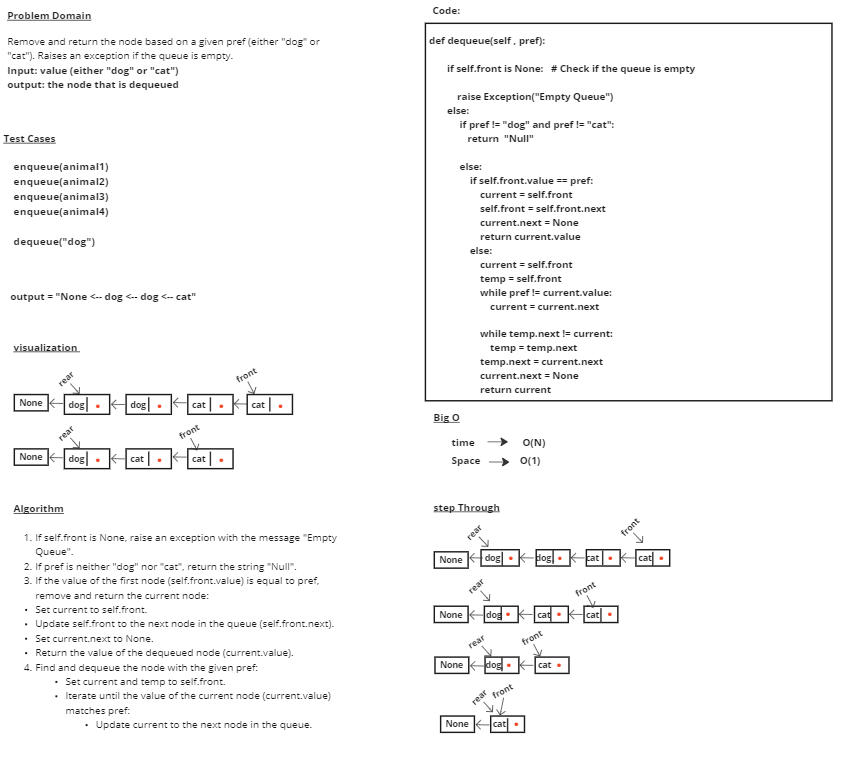 Problem Domain
Remove and return the node based on a given pref (either "dog" or
"cat"). Raises an exception if the queue is empty.
Input: value (either "dog" or "cat")
output: the node that is dequeued
Test Cases
enqueue(animal1)
enqueue(animal2)
enqueue(animal3)
enqueue(animal4)
dequeue("dog")
output = "None <-- dog <-- dog <-- cat"
visualization
rear
front
None dog dog cat cat
rear
front
None dog cat cat
Algorithm
1. If self.front is None, raise an exception with the message "Empty
Queue".
2. If pref is neither "dog" nor "cat", return the string "Null".
3. If the value of the first node (self.front.value) is equal to pref,
remove and return the current node:
• Set current to self.front.
• Update self.front to the next node in the queue (self.front.next).
• Set current.next to None.
• Return the value of the dequeued node (current.value).
4. Find and dequeue the node with the given pref:
• Set current and temp to self.front.
• Iterate until the value of the current node (current.value)
matches pref:
• Update current to the next node in the queue.
Code:
def dequeue(self , pref):
if self.front is None: # Check if the queue is empty
raise Exception("Empty Queue")
else:
if pref != "dog" and pref != "cat":
return "Null"
else:
if self.front.value == pref:
current = self.front
self.front = self.front.next
current.next = None
return current.value
else:
current = self.front
temp = self.front
while pref != current.value:
current = current.next
while temp.next != current:
temp = temp.next
temp.next = current.next
current.next = None
return current
Big O
time O(N)
Space O(1)
step Through
rear
front
None dog dog cat cat
rear
front
None dog cat cat
rear
front
None dog cat
rear
front
None cat